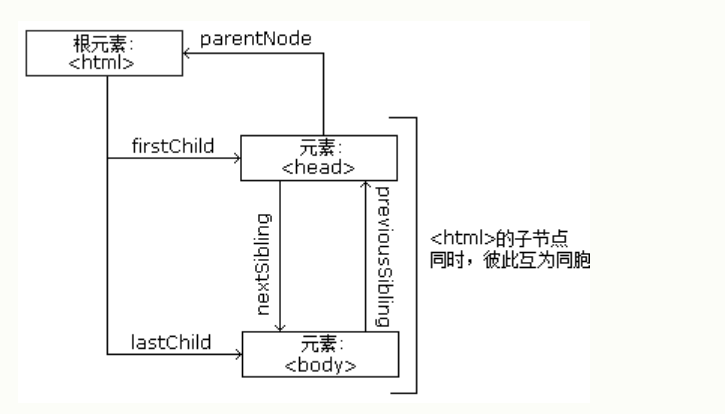 根元素:
<html>
parentNode
firstChild
元素:
<head>
nextSibling
previousSibling
<html>的子节点
同时，彼此互为同胞
lastChild
元素:
<body>